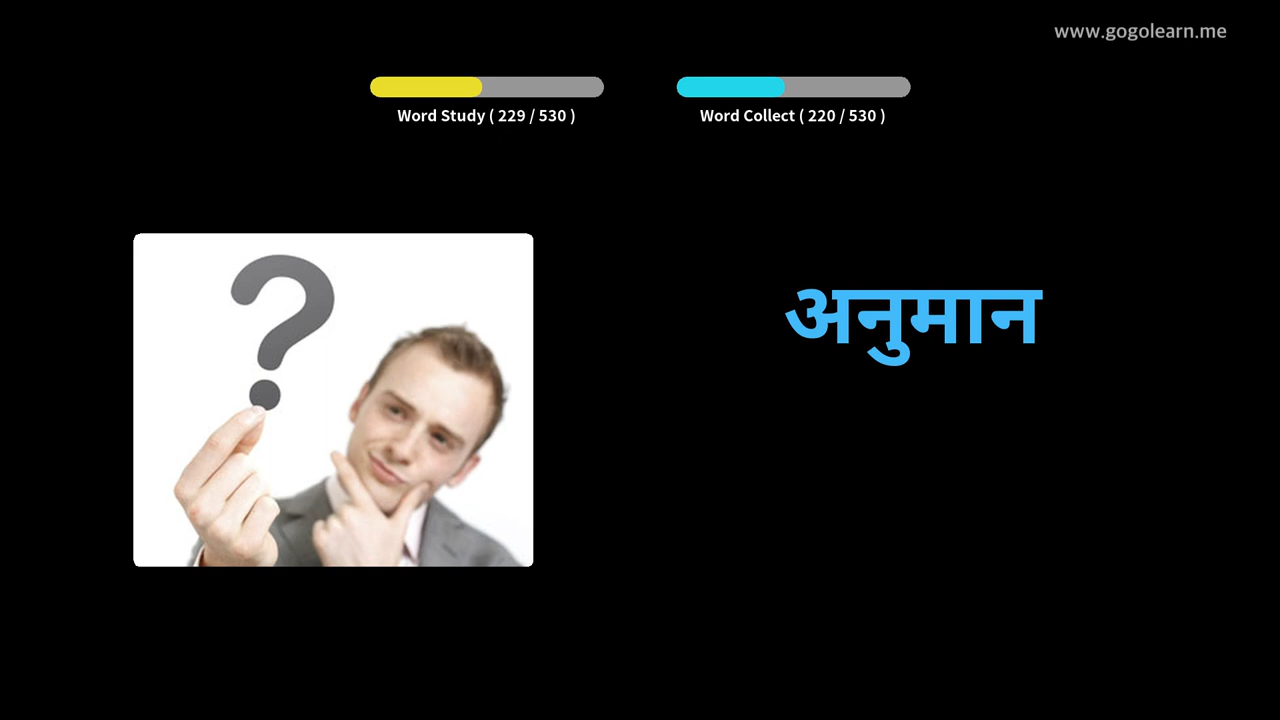 www.gogolearn.me
Word Study ( 229 / 530 )
Word Collect ( 220 / 530 )
?
अनुमान